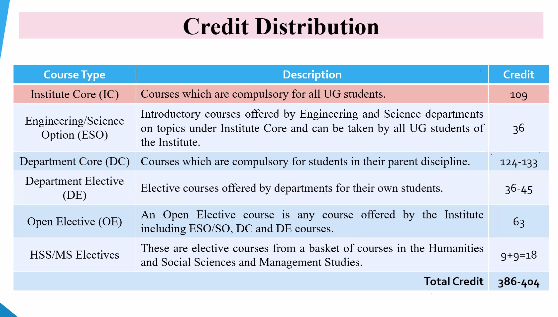 Credit Distribution
Course Type Description Credit
Institute Core (IC) Courses which are compulsory for all UG students. 109
Engineering/Science Option (ESO) Introductory courses offered by Engineering and Science departments
on topics under Institute Core and can be taken by all UG students of
the Institute. 36
Department Core (DC) Courses which are compulsory for students in their parent discipline. 124-133
Department Elective
(DE) Elective courses offered by departments for their own students. 36-45
Open Elective (OE) An Open Elective course is any course offered by the Institute
including ESO/SO, DC and DE courses. 63
HSS/MS Electives These are elective courses from a basket of courses in the Humanities
and Social Sciences and Management Studies. 9+9=18
Total Credit 386-404